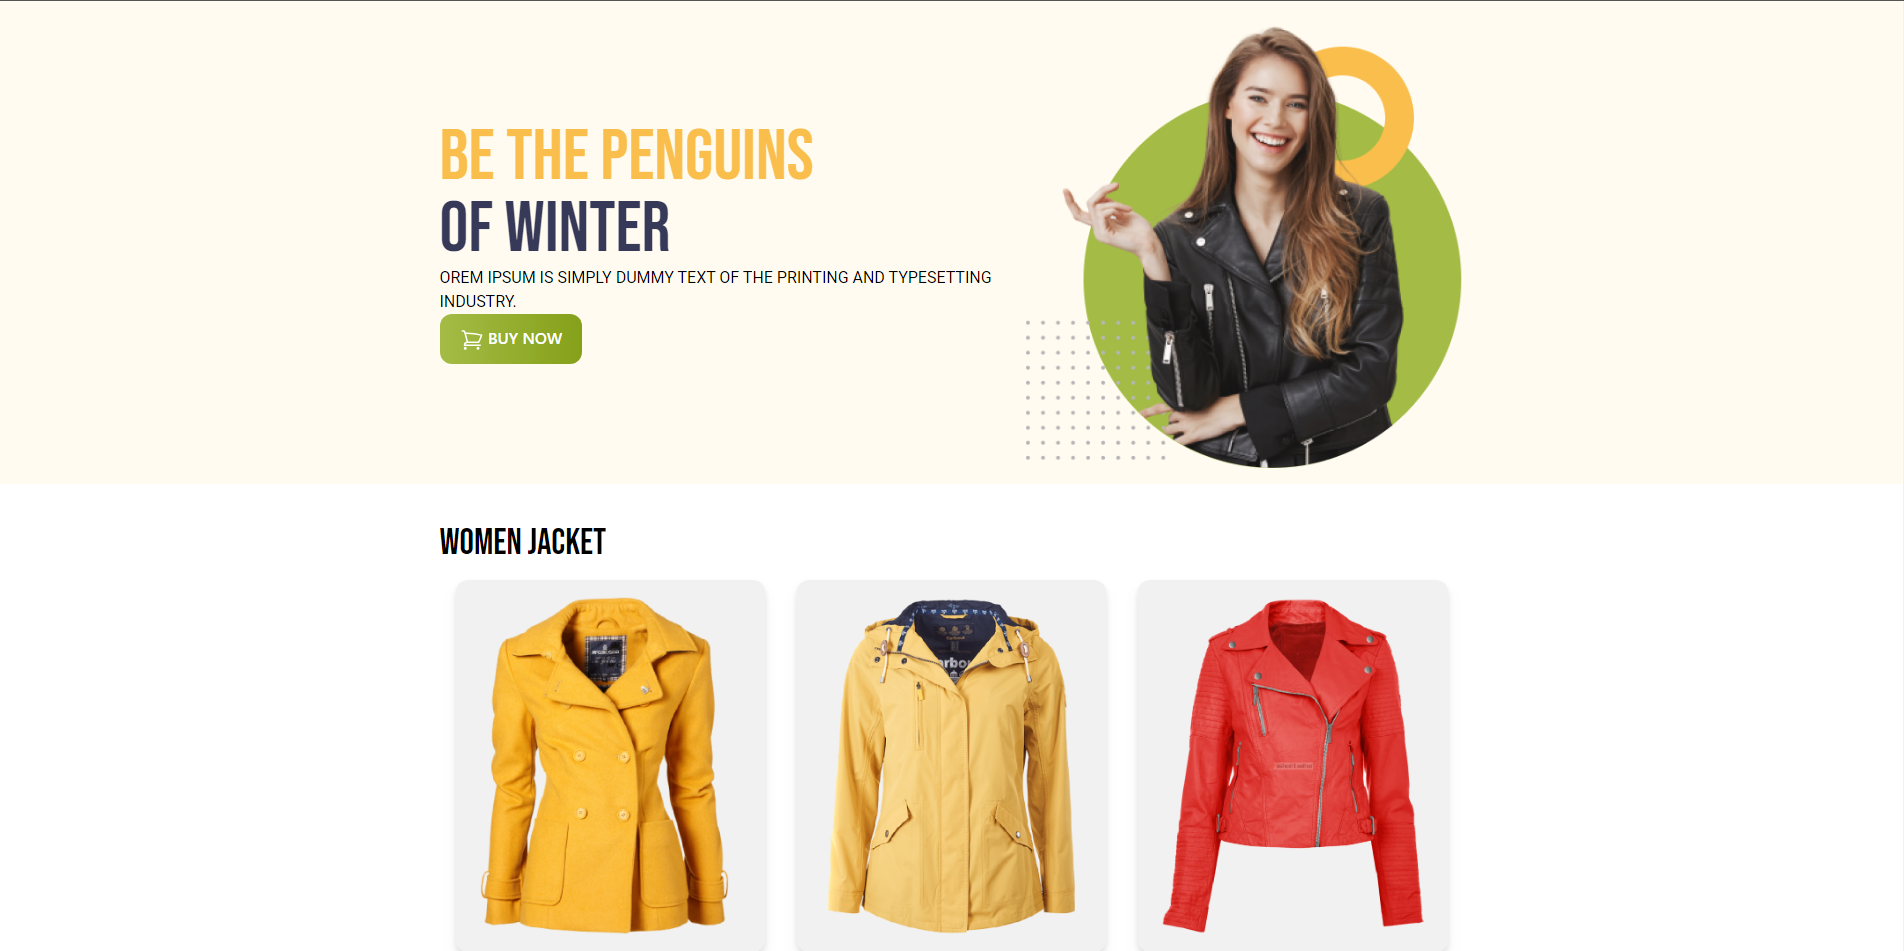 BE THE PENGUINS
OF WINTER
OREM IPSUM IS SIMPLY DUMMY TEXT OF THE PRINTING AND TYPESETTING
INDUSTRY.
BUY NOW
WOMEN JACKET